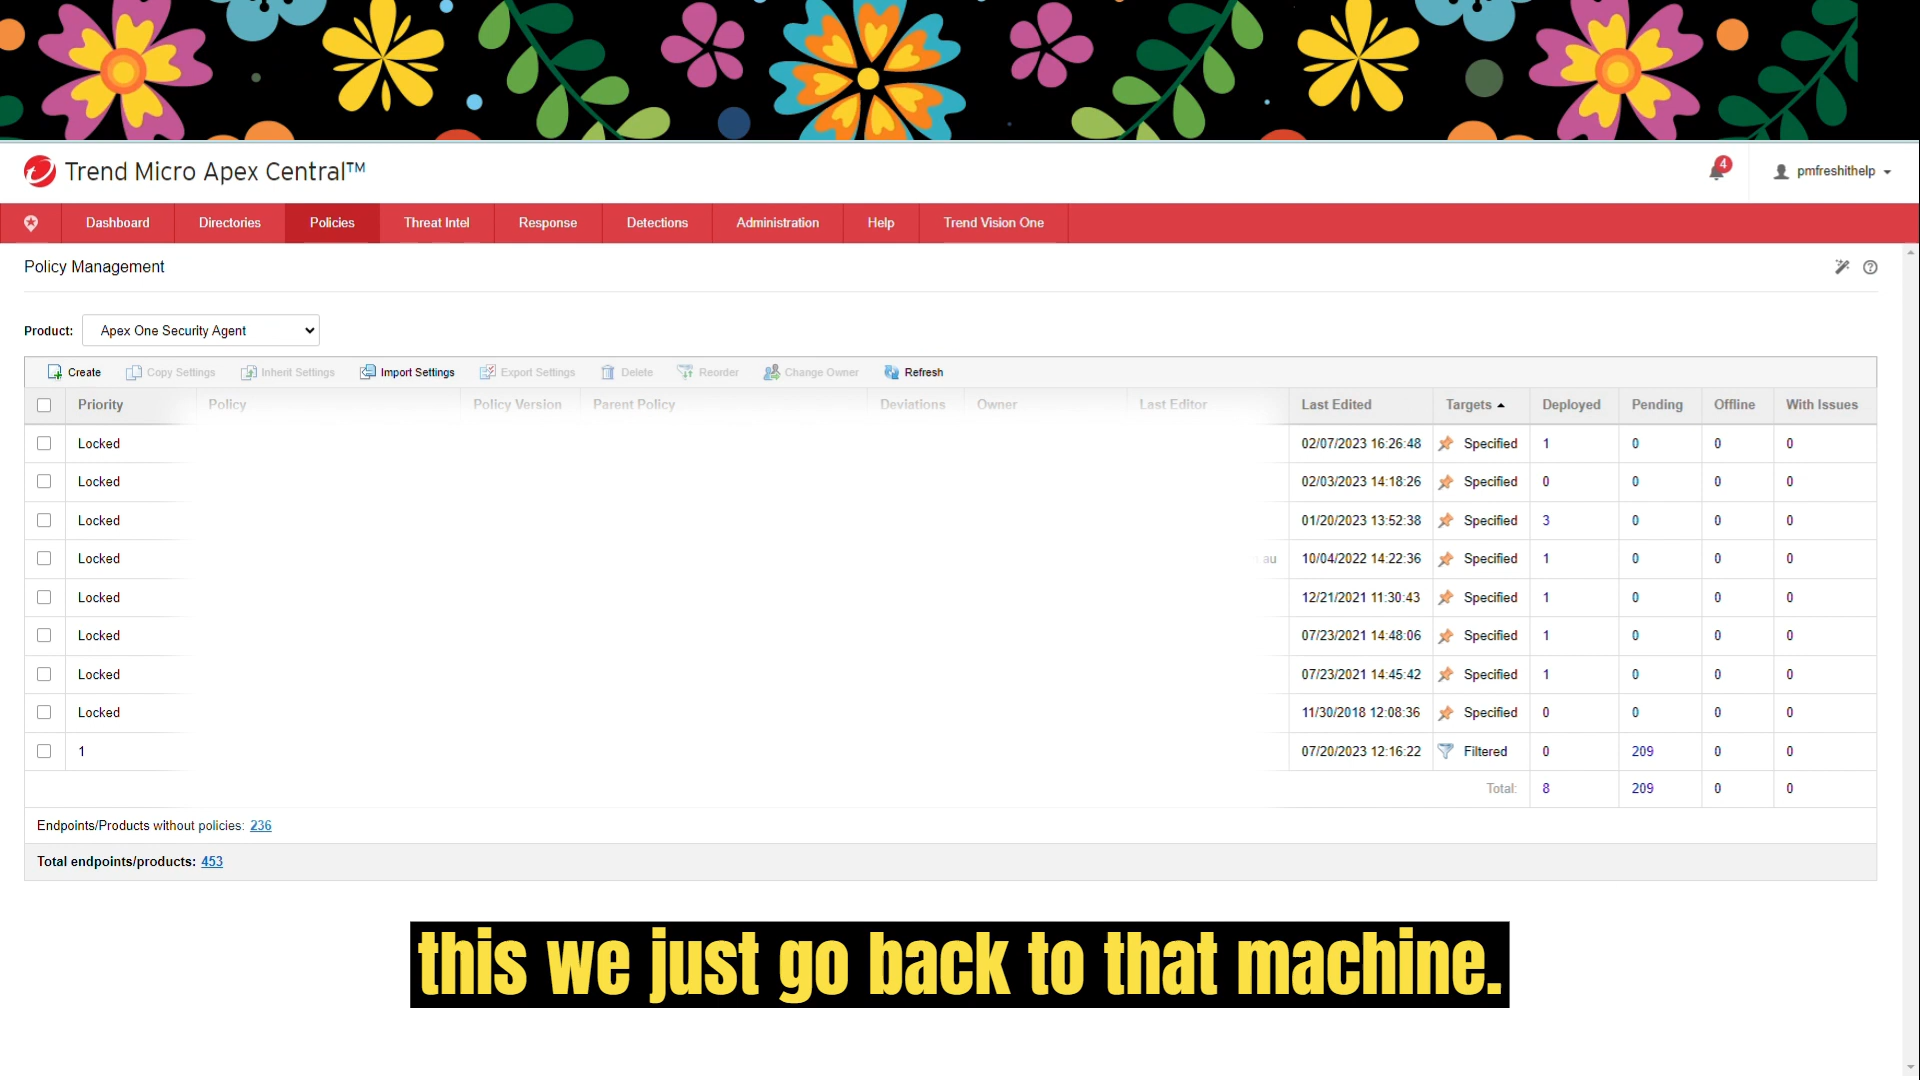 Trend Micro Apex Central™
4
pmfreshithelp
Dashboard Directories Policies Threat Intel Response Detections Administration Help Trend Vision One
Policy Management
Product: Apex One Security Agent
Create Copy Settings Inherit Settings Import Settings Export Settings Delete Reorder Change Owner Refresh
Priority Policy Policy Version Parent Policy Deviations Owner Last Editor Last Edited Targets Deployed Pending Offline With Issues
Locked 02/07/2023 16:26:48 Specified 1 0 0 0
Locked 02/03/2023 14:18:26 Specified 0 0 0 0
Locked 01/20/2023 13:52:38 Specified 3 0 0 0
Locked au 10/04/2022 14:22:36 Specified 1 0 0 0
Locked 12/21/2021 11:30:43 Specified 1 0 0 0
Locked 07/23/2021 14:48:06 Specified 1 0 0 0
Locked 07/23/2021 14:45:42 Specified 1 0 0 0
Locked 11/30/2018 12:08:36 Specified 0 0 0 0
1 07/20/2023 12:16:22 Filtered 0 209 0 0
Total: 8 209 0 0
Endpoints/Products without policies: 236
Total endpoints/products: 453
this we just go back to that machine.